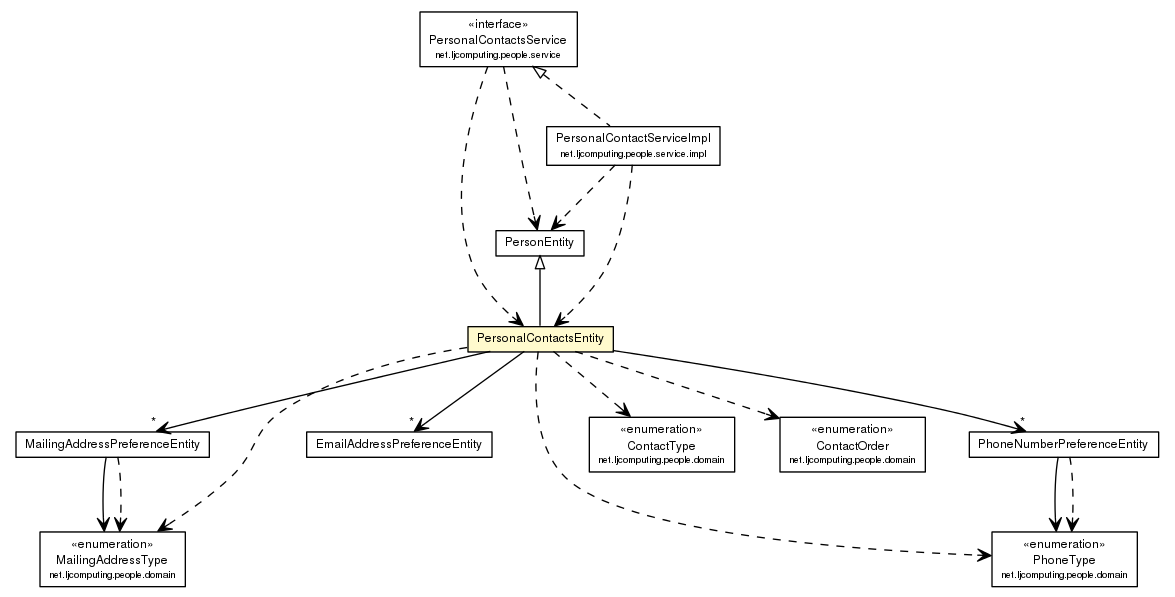 «interface»
PersonalContactsService
net.ljcomputing.people.service
PersonalContactServiceImpl
net.ljcomputing.people.service.impl
PersonEntity
PersonalContactsEntity
*
*
*
MailingAddressPreferenceEntity
EmailAddressPreferenceEntity
«enumeration»
ContactType
net.ljcomputing.people.domain
«enumeration»
ContactOrder
net.ljcomputing.people.domain
PhoneNumberPreferenceEntity
«enumeration»
MailingAddressType
net.ljcomputing.people.domain
«enumeration»
PhoneType
net.ljcomputing.people.domain